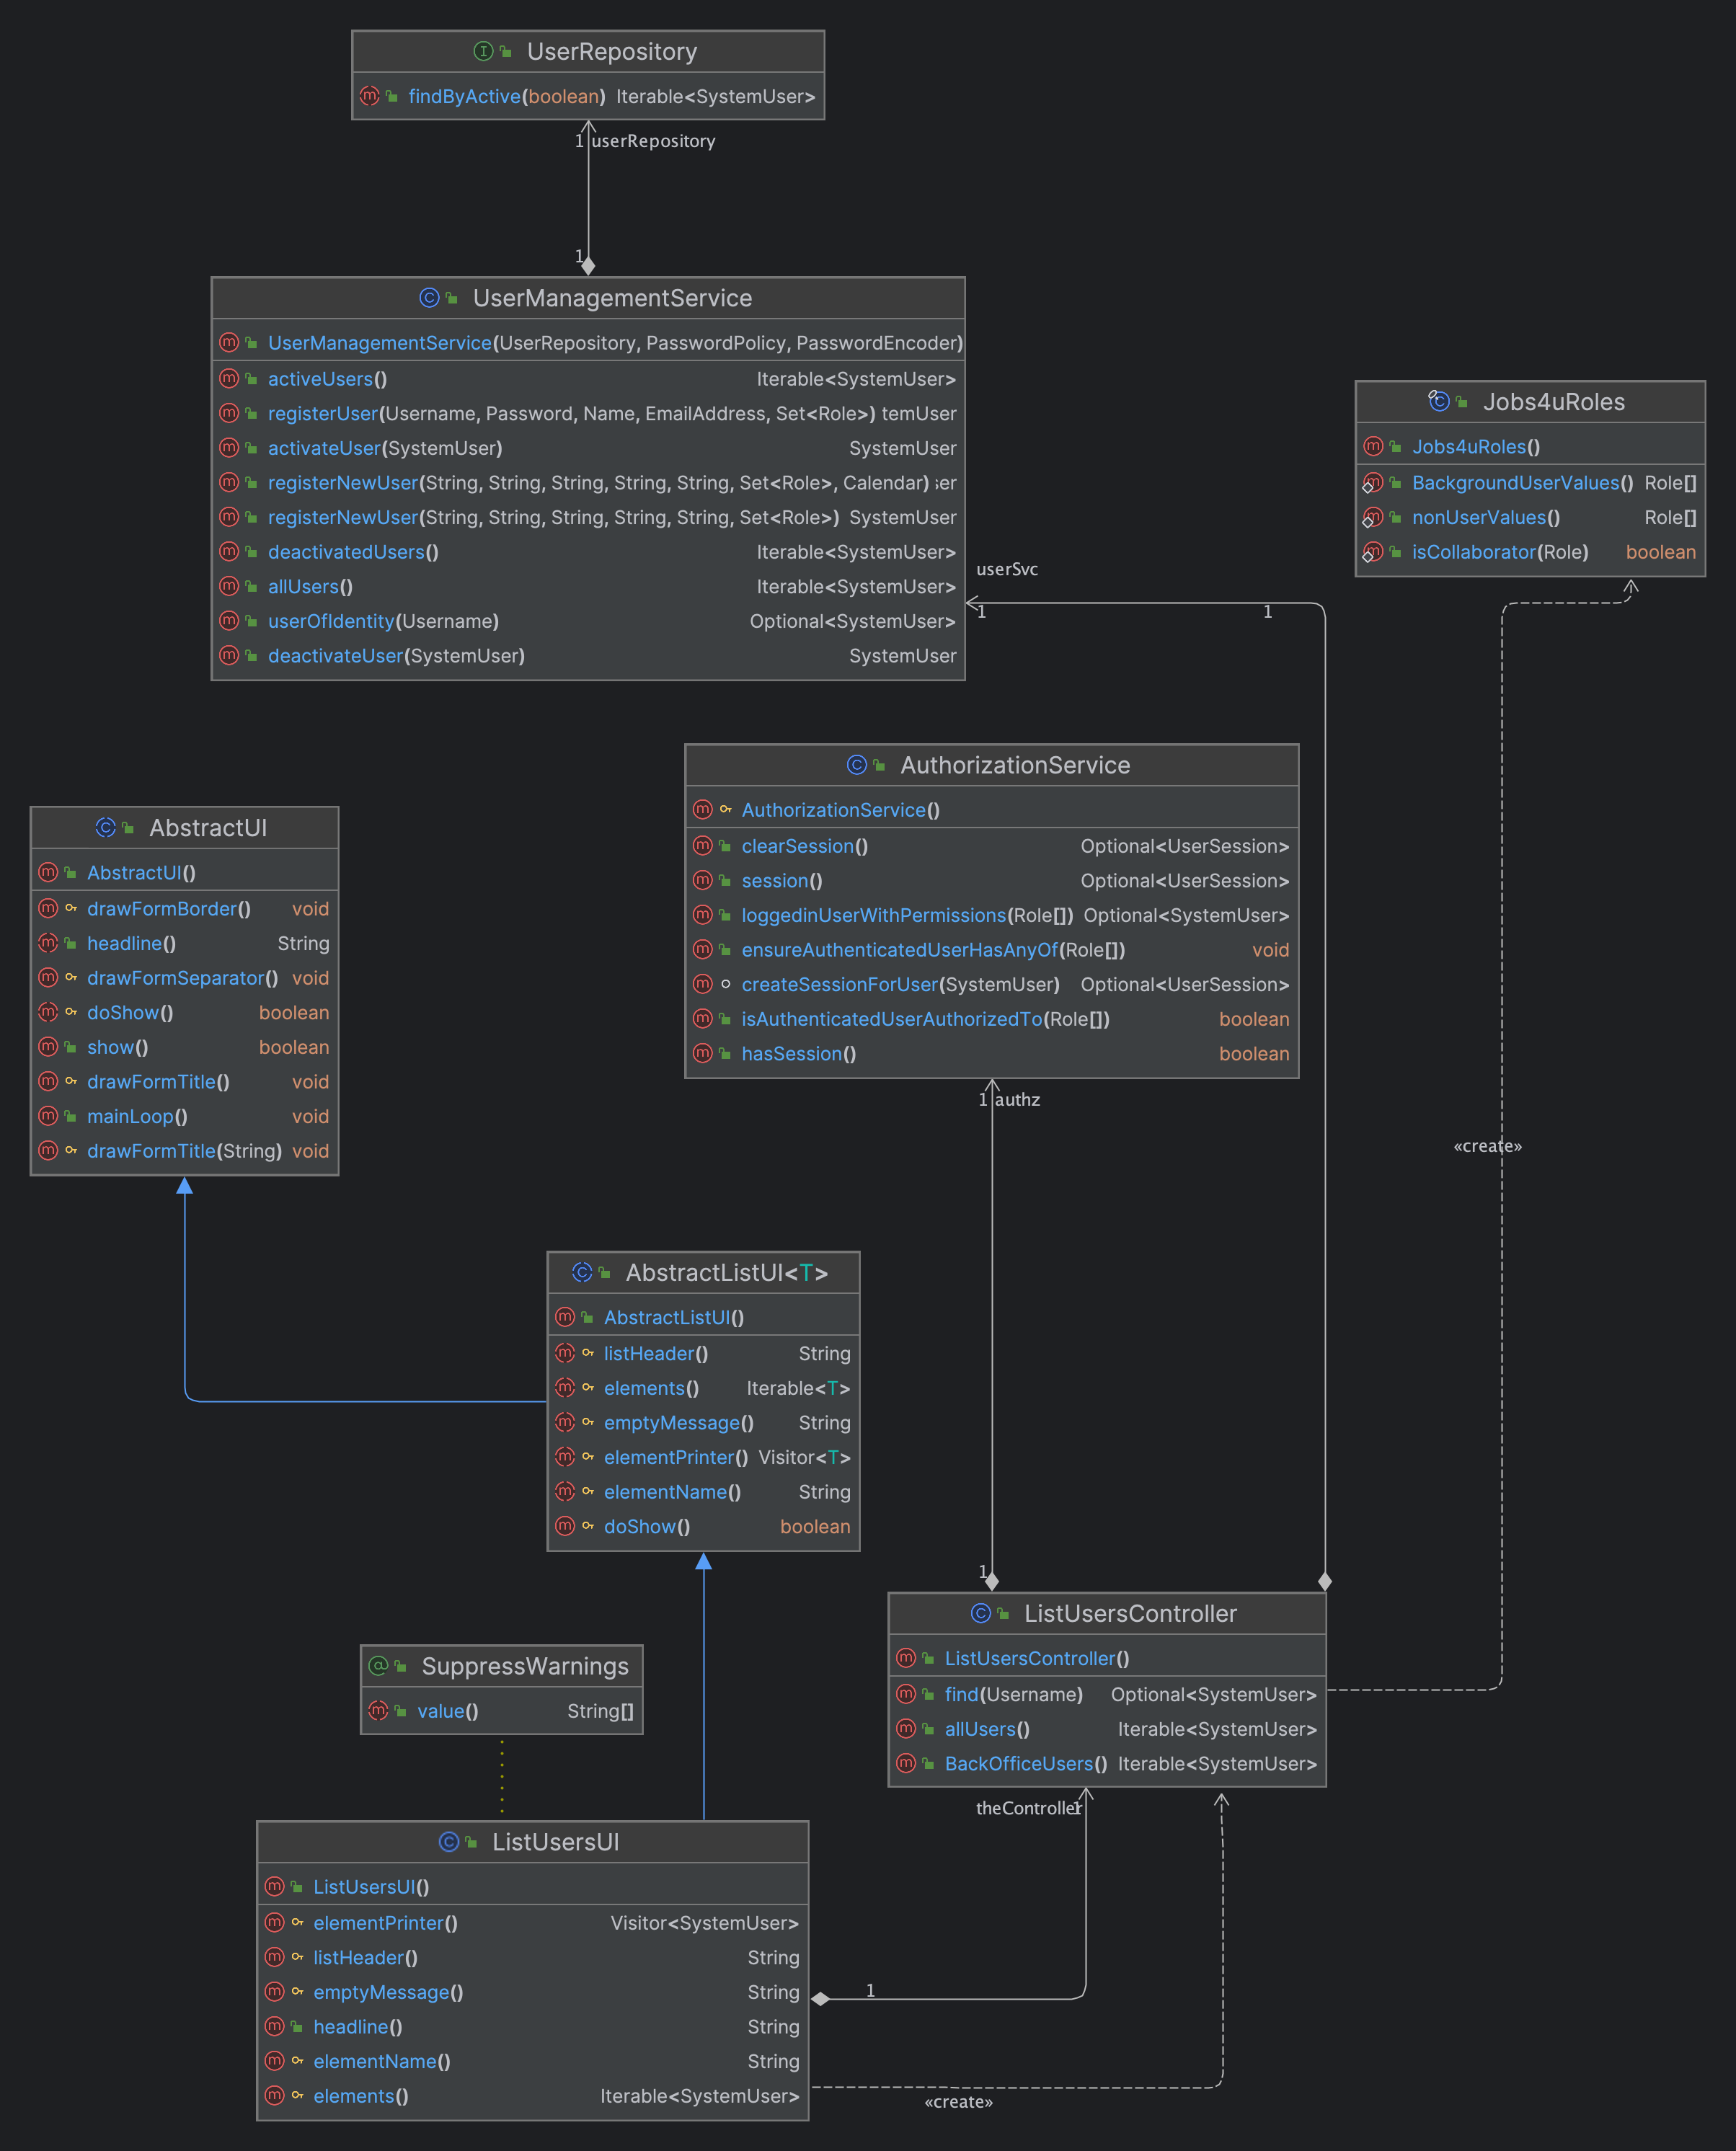 UserRepository
findByActive(boolean) Iterable<SystemUser>
1 userRepository
1
UserManagementService
UserManagementService(UserRepository, PasswordPolicy, PasswordEncoder)
activeUsers() Iterable<SystemUser>
registerUser(Username, Password, Name, EmailAddress, Set<Role>) temUser
activateUser(SystemUser) SystemUser
registerNewUser(String, String, String, String, Set<Role>, Calendar) ser
registerNewUser(String, String, String, String, String, Set<Role>) SystemUser
deactivatedUsers() Iterable<SystemUser>
allUsers() Iterable<SystemUser>
userOfIdentity(Username) Optional<SystemUser>
deactivateUser(SystemUser) SystemUser
userSvc
1 1
Jobs4uRoles
Jobs4uRoles()
BackgroundUserValues() Role[]
nonUserValues() Role[]
isCollaborator(Role) boolean
AuthorizationService
AuthorizationService()
clearSession() Optional<UserSession>
session() Optional<UserSession>
loggedinUserWithPermissions(Role[]) Optional<SystemUser>
ensureAuthenticatedUserHasAnyOf(Role[]) void
createSessionForUser(SystemUser) Optional<UserSession>
isAuthenticatedUserAuthorizedTo(Role[]) boolean
hasSession() boolean
1 authz
AbstractUI
AbstractUI()
drawFormBorder() void
headline() String
drawFormSeparator() void
doShow() boolean
show() boolean
drawFormTitle() void
mainLoop() void
drawFormTitle(String) void
«create»
AbstractListUI<T>
AbstractListUI()
listHeader() String
elements() Iterable<T>
emptyMessage() String
elementPrinter() Visitor<T>
elementName() String
doShow() boolean
1
ListUsersController
ListUsersController()
find(Username) Optional<SystemUser>
allUsers() Iterable<SystemUser>
BackOfficeUsers() Iterable<SystemUser>
SuppressWarnings
value() String[]
theController 1
ListUsersUI
ListUsersUI()
elementPrinter() Visitor<SystemUser>
listHeader() String
emptyMessage() String
headline() String
elementName() String
elements() Iterable<SystemUser>
1
«create»